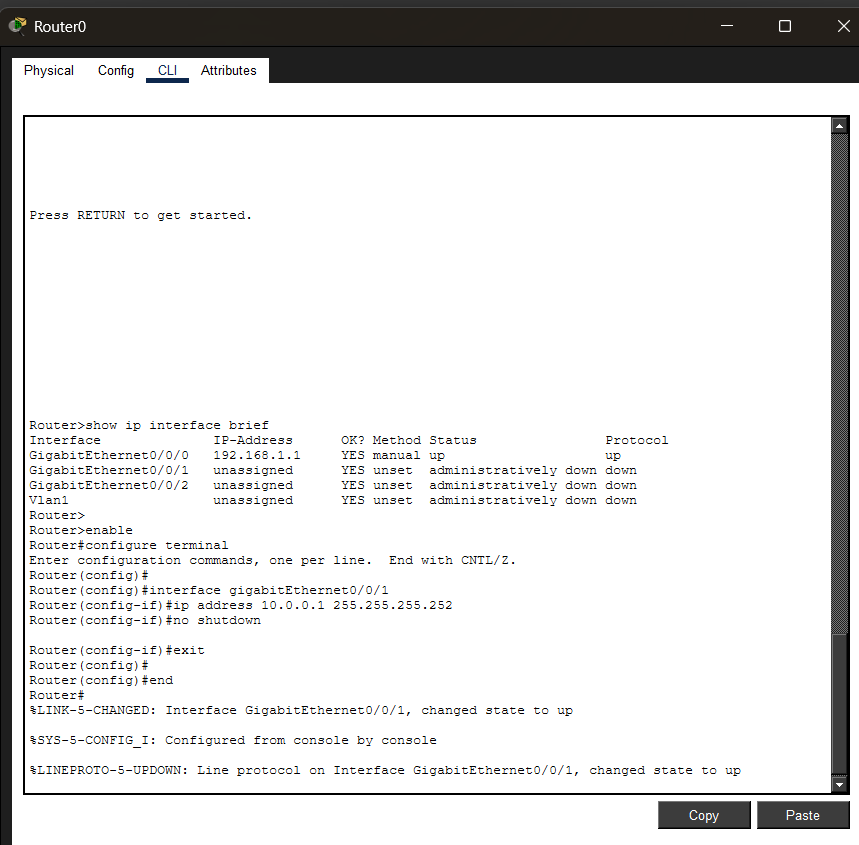 Router0
Physical Config CLI Attributes
Press RETURN to get started.
Router>show ip interface brief
Interface IP-Address OK? Method Status Protocol
GigabitEthernet0/0/0 192.168.1.1 YES manual up up
GigabitEthernet0/0/1 unassigned YES unset administratively down down
GigabitEthernet0/0/2 unassigned YES unset administratively down down
Vlan1 unassigned YES unset administratively down down
Router>
Router>enable
Router#configure terminal
Enter configuration commands, one per line. End with CNTL/Z.
Router(config)#
Router(config)#interface gigabitEthernet0/0/1
Router(config-if)#ip address 10.0.0.1 255.255.255.252
Router(config-if)#no shutdown
Router(config-if)#exit
Router(config)#
Router(config)#end
Router#
%LINK-5-CHANGED: Interface GigabitEthernet0/0/1, changed state to up
%SYS-5-CONFIG_I: Configured from console by console
%LINEPROTO-5-UPDOWN: Line protocol on Interface GigabitEthernet0/0/1, changed state to up
Copy Paste